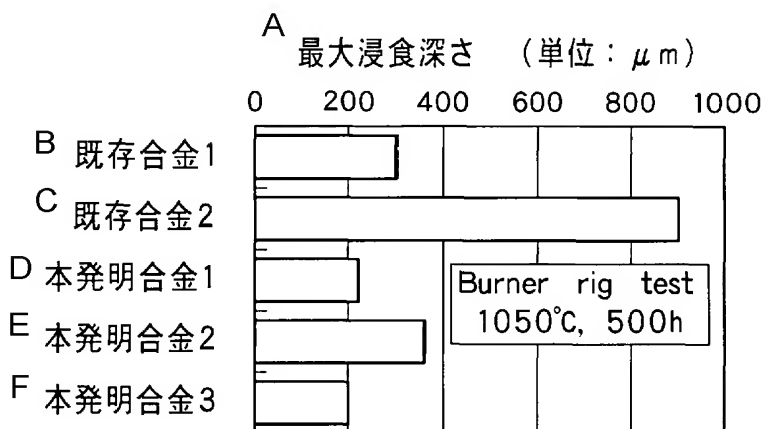 A
最大浸食深さ (単位：μm)
0 200 400 600 800 1000
B 既存合金1
C 既存合金2
D 本発明合金1
E 本発明合金2
F 本発明合金3
Burner rig test
1050℃, 500h